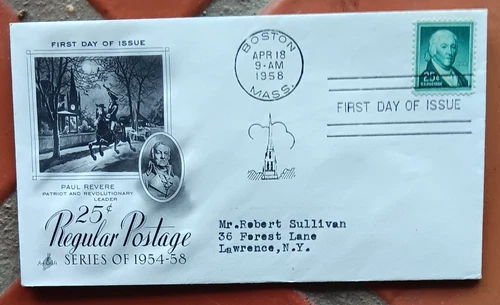 FIRST DAY OF ISSUE
PAUL REVERE
PATRIOT AND REVOLUTIONARY
LEADER
25¢
Regular Postage
SERIES OF 1954-58
BOSTON
APR 18
9-AM
1958
MASS.
25¢
FIRST DAY OF ISSUE
Mr.Robert Sullivan
36 Forest Lane
Lawrence,N.Y.